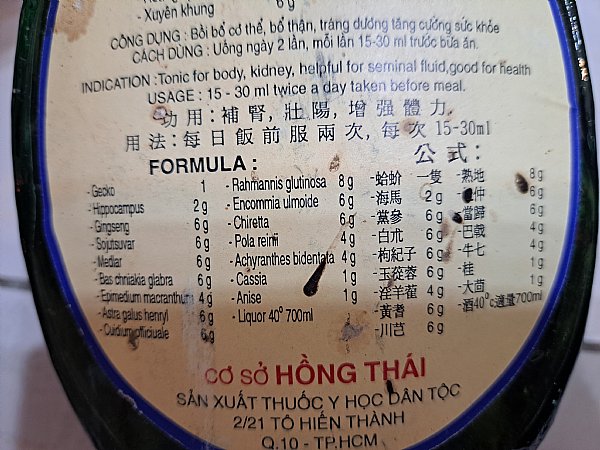 - Xuyên khung 6 g
CÔNG DỤNG : Bồi bổ cơ thể, bổ thận, tráng dương tăng cường sức khỏe
CÁCH DÙNG : Uống ngày 2 lần, mỗi lần 15-30 ml trước bữa ăn.
INDICATION : Tonic for body, kidney, helpful for seminal fluid,good for health
USAGE : 15 - 30 ml twice a day taken before meal.
功用:補腎,壯陽,增强體力.
用法:每日飯前服兩次,每次 15-30ml
FORMULA :
- Gecko 1
- Hippocampus 2 g
- Gingseng 6 g
- Sojutsuvar 6 g
- Medlar 6 g
- Bas chniakia glabra 6 g
- Epimedium macranthum 4 g
- Astra galus henryl 6 g
- Cuidium officiuale 6g
- Rahmannis glutinosa 8 g
- Encommia ulmoide 6 g
- Chiretta 6 g
- Pola reinii 4 g
- Achyranthes bidentata 4 g
- Cassia 1 g
- Anise 1 g
- Liquor 40⁰ 700ml
公式:
- 蛤蚧 一隻
- 海馬 2 g
- 黨參 6 g
- 白朮 6 g
- 枸紀子 6 g
- 玉蓯蓉 6 g
- 淫羊藿 4 g
- 黃耆 6 g
- 川芎 6 g
- 熟地 8 g
仲 6 g
- 當歸 6 g
- 巴戟 4 g
- 牛七 4 g
- 桂 1 g
- 大茴 1 g
- 酒40⁰c適量700ml
CƠ SỞ HỒNG THÁI
SẢN XUẤT THUỐC Y HỌC DÂN TỘC
2/21 TÔ HIẾN THÀNH
Q.10 - TP.HCM